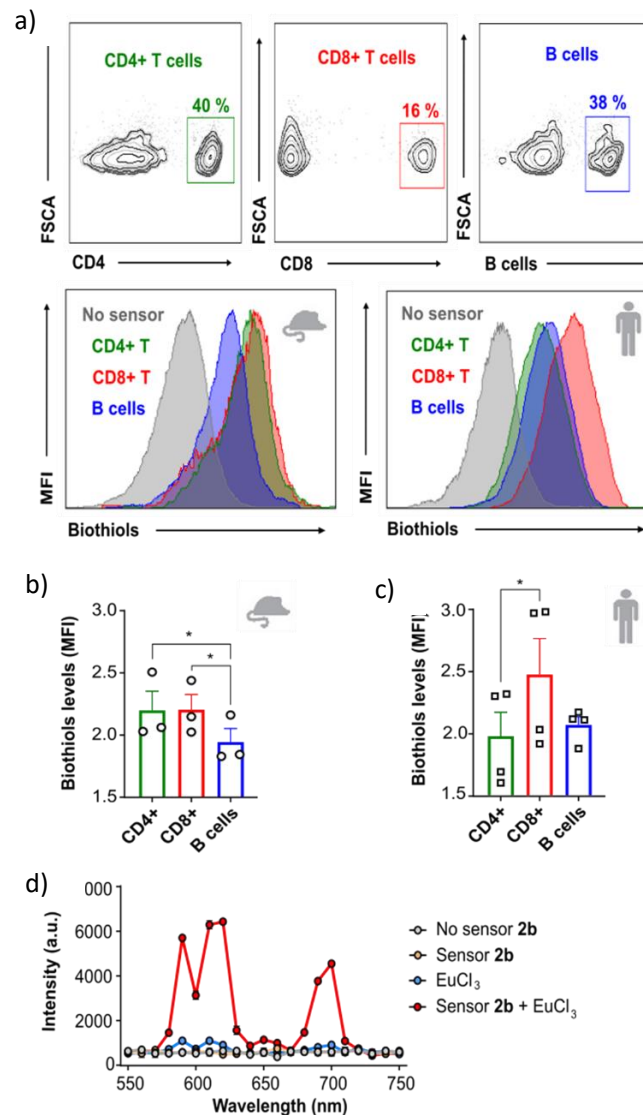 a)
CD4+ T cells
CD8+ T cells
B cells
40 %
16 %
38 %
FSCA
FSCA
FSCA
CD4
CD8
B cells
No sensor
CD4+ T
CD8+ T
B cells
MFI
Biothiols
No sensor
CD4+ T
CD8+ T
B cells
MFI
Biothiols
b)
Biothiols levels (MFI)
3.0
2.5
2.0
1.5
*
*
CD4+
CD8+
B cells
c)
Biothiols levels (MFI)
3.0
2.5
2.0
1.5
*
CD4+
CD8+
B cells
d)
Intensity (a.u.)
000
6000
4000
2000
0
550
600
650
700
750
Wavelength (nm)
No sensor 2b
Sensor 2b
EuCl3
Sensor 2b + EuCl3